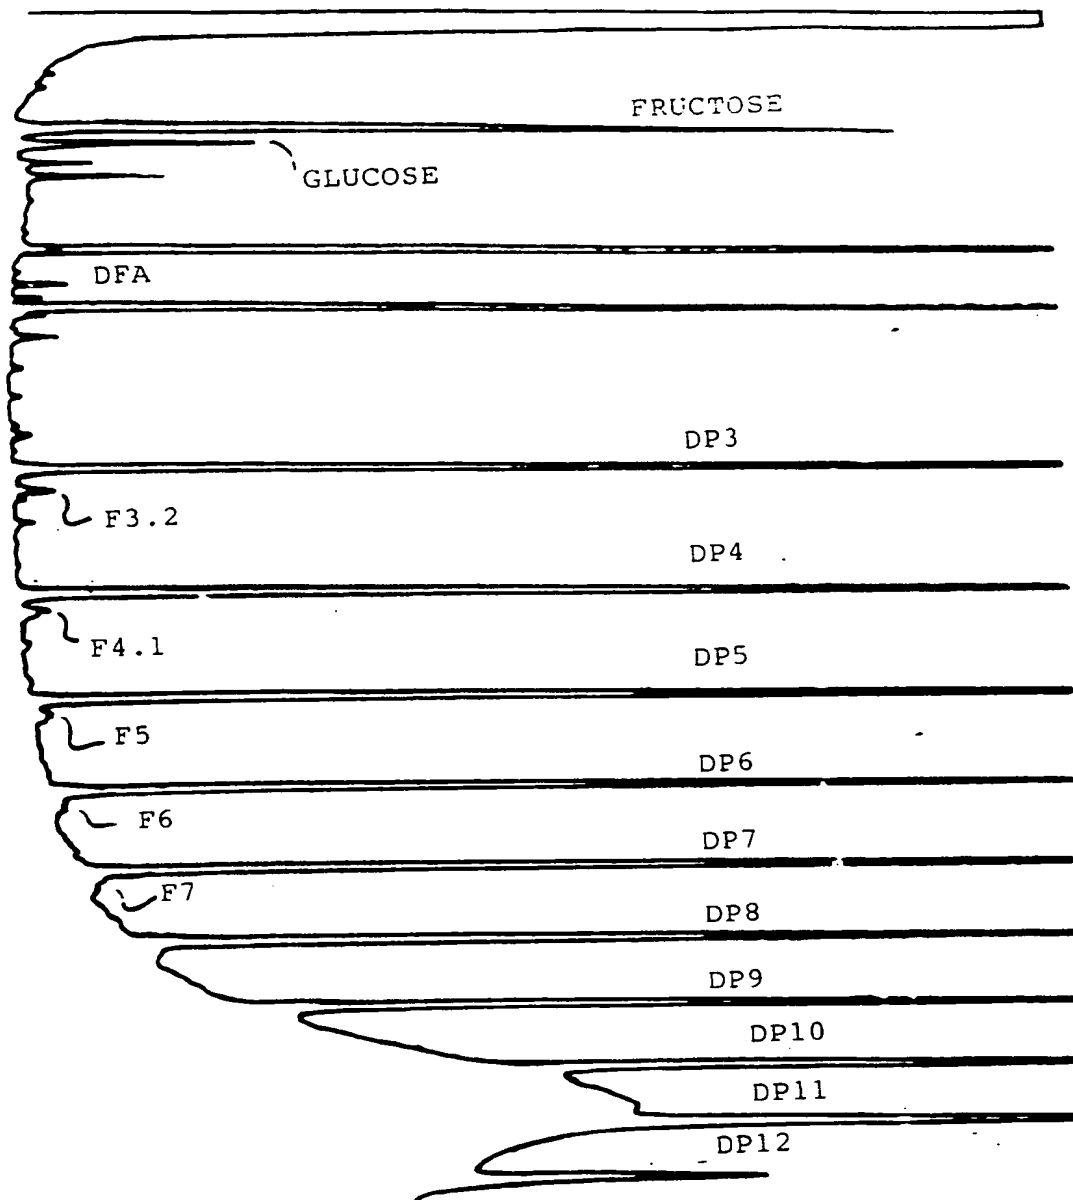 FRUCTOSE
GLUCOSE
DFA
DP3
F3.2
DP4
F4.1
DP5
F5
DP6
F6
DP7
F7
DP8
DP9
DP10
DP11
DP12